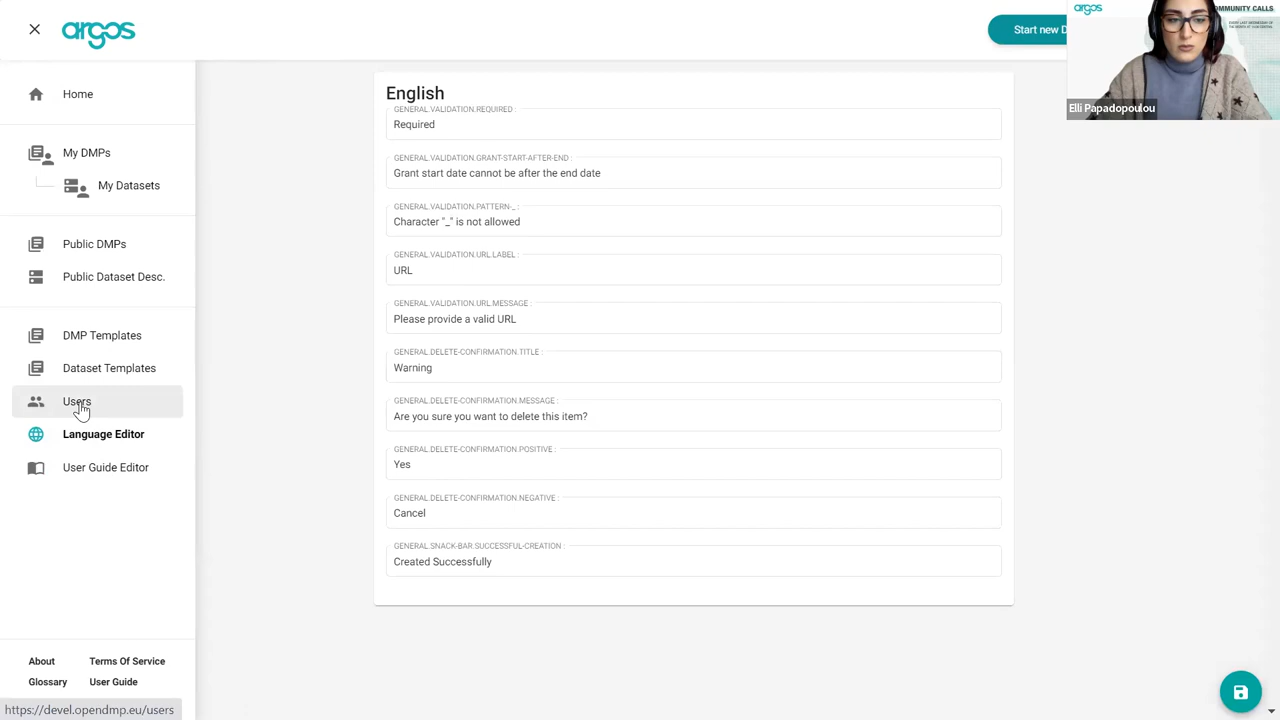 argos
Start new D
argos
OMMUNITY CALLS
Elli Papadopoulou
Home
My DMPs
My Datasets
Public DMPs
Public Dataset Desc.
DMP Templates
Dataset Templates
Users
Language Editor
User Guide Editor
English
GENERAL.VALIDATION.REQUIRED :
Required
GENERAL.VALIDATION.GRANT-START-AFTER-END :
Grant start date cannot be after the end date
GENERAL.VALIDATION.PATTERN-_ :
Character "_" is not allowed
GENERAL.VALIDATION.URL.LABEL :
URL
GENERAL.VALIDATION.URL.MESSAGE :
Please provide a valid URL
GENERAL.DELETE-CONFIRMATION.TITLE :
Warning
GENERAL.DELETE-CONFIRMATION.MESSAGE :
Are you sure you want to delete this item?
GENERAL.DELETE-CONFIRMATION.POSITIVE :
Yes
GENERAL.DELETE-CONFIRMATION.NEGATIVE :
Cancel
GENERAL.SNACK-BAR.SUCCESSFUL-CREATION :
Created Successfully
About Terms Of Service
Glossary User Guide
https://devel.opendmp.eu/users